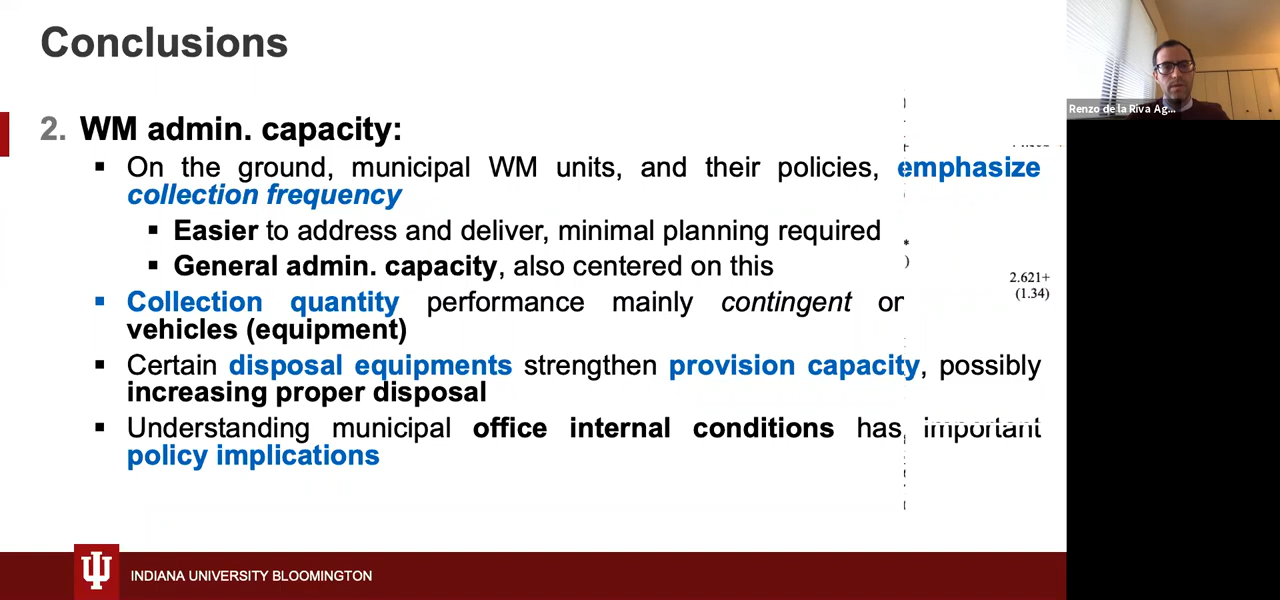 Conclusions
2. WM admin. capacity:
▪ On the ground, municipal WM units, and their policies, emphasize
collection frequency
▪ Easier to address and deliver, minimal planning required
▪ General admin. capacity, also centered on this
▪ Collection quantity performance mainly contingent or
vehicles (equipment)
▪ Certain disposal equipments strengthen provision capacity, possibly
increasing proper disposal
▪ Understanding municipal office internal conditions has important
policy implications
*
)
2.621+
(1.34)
Renzo de la Riva Ag...
INDIANA UNIVERSITY BLOOMINGTON